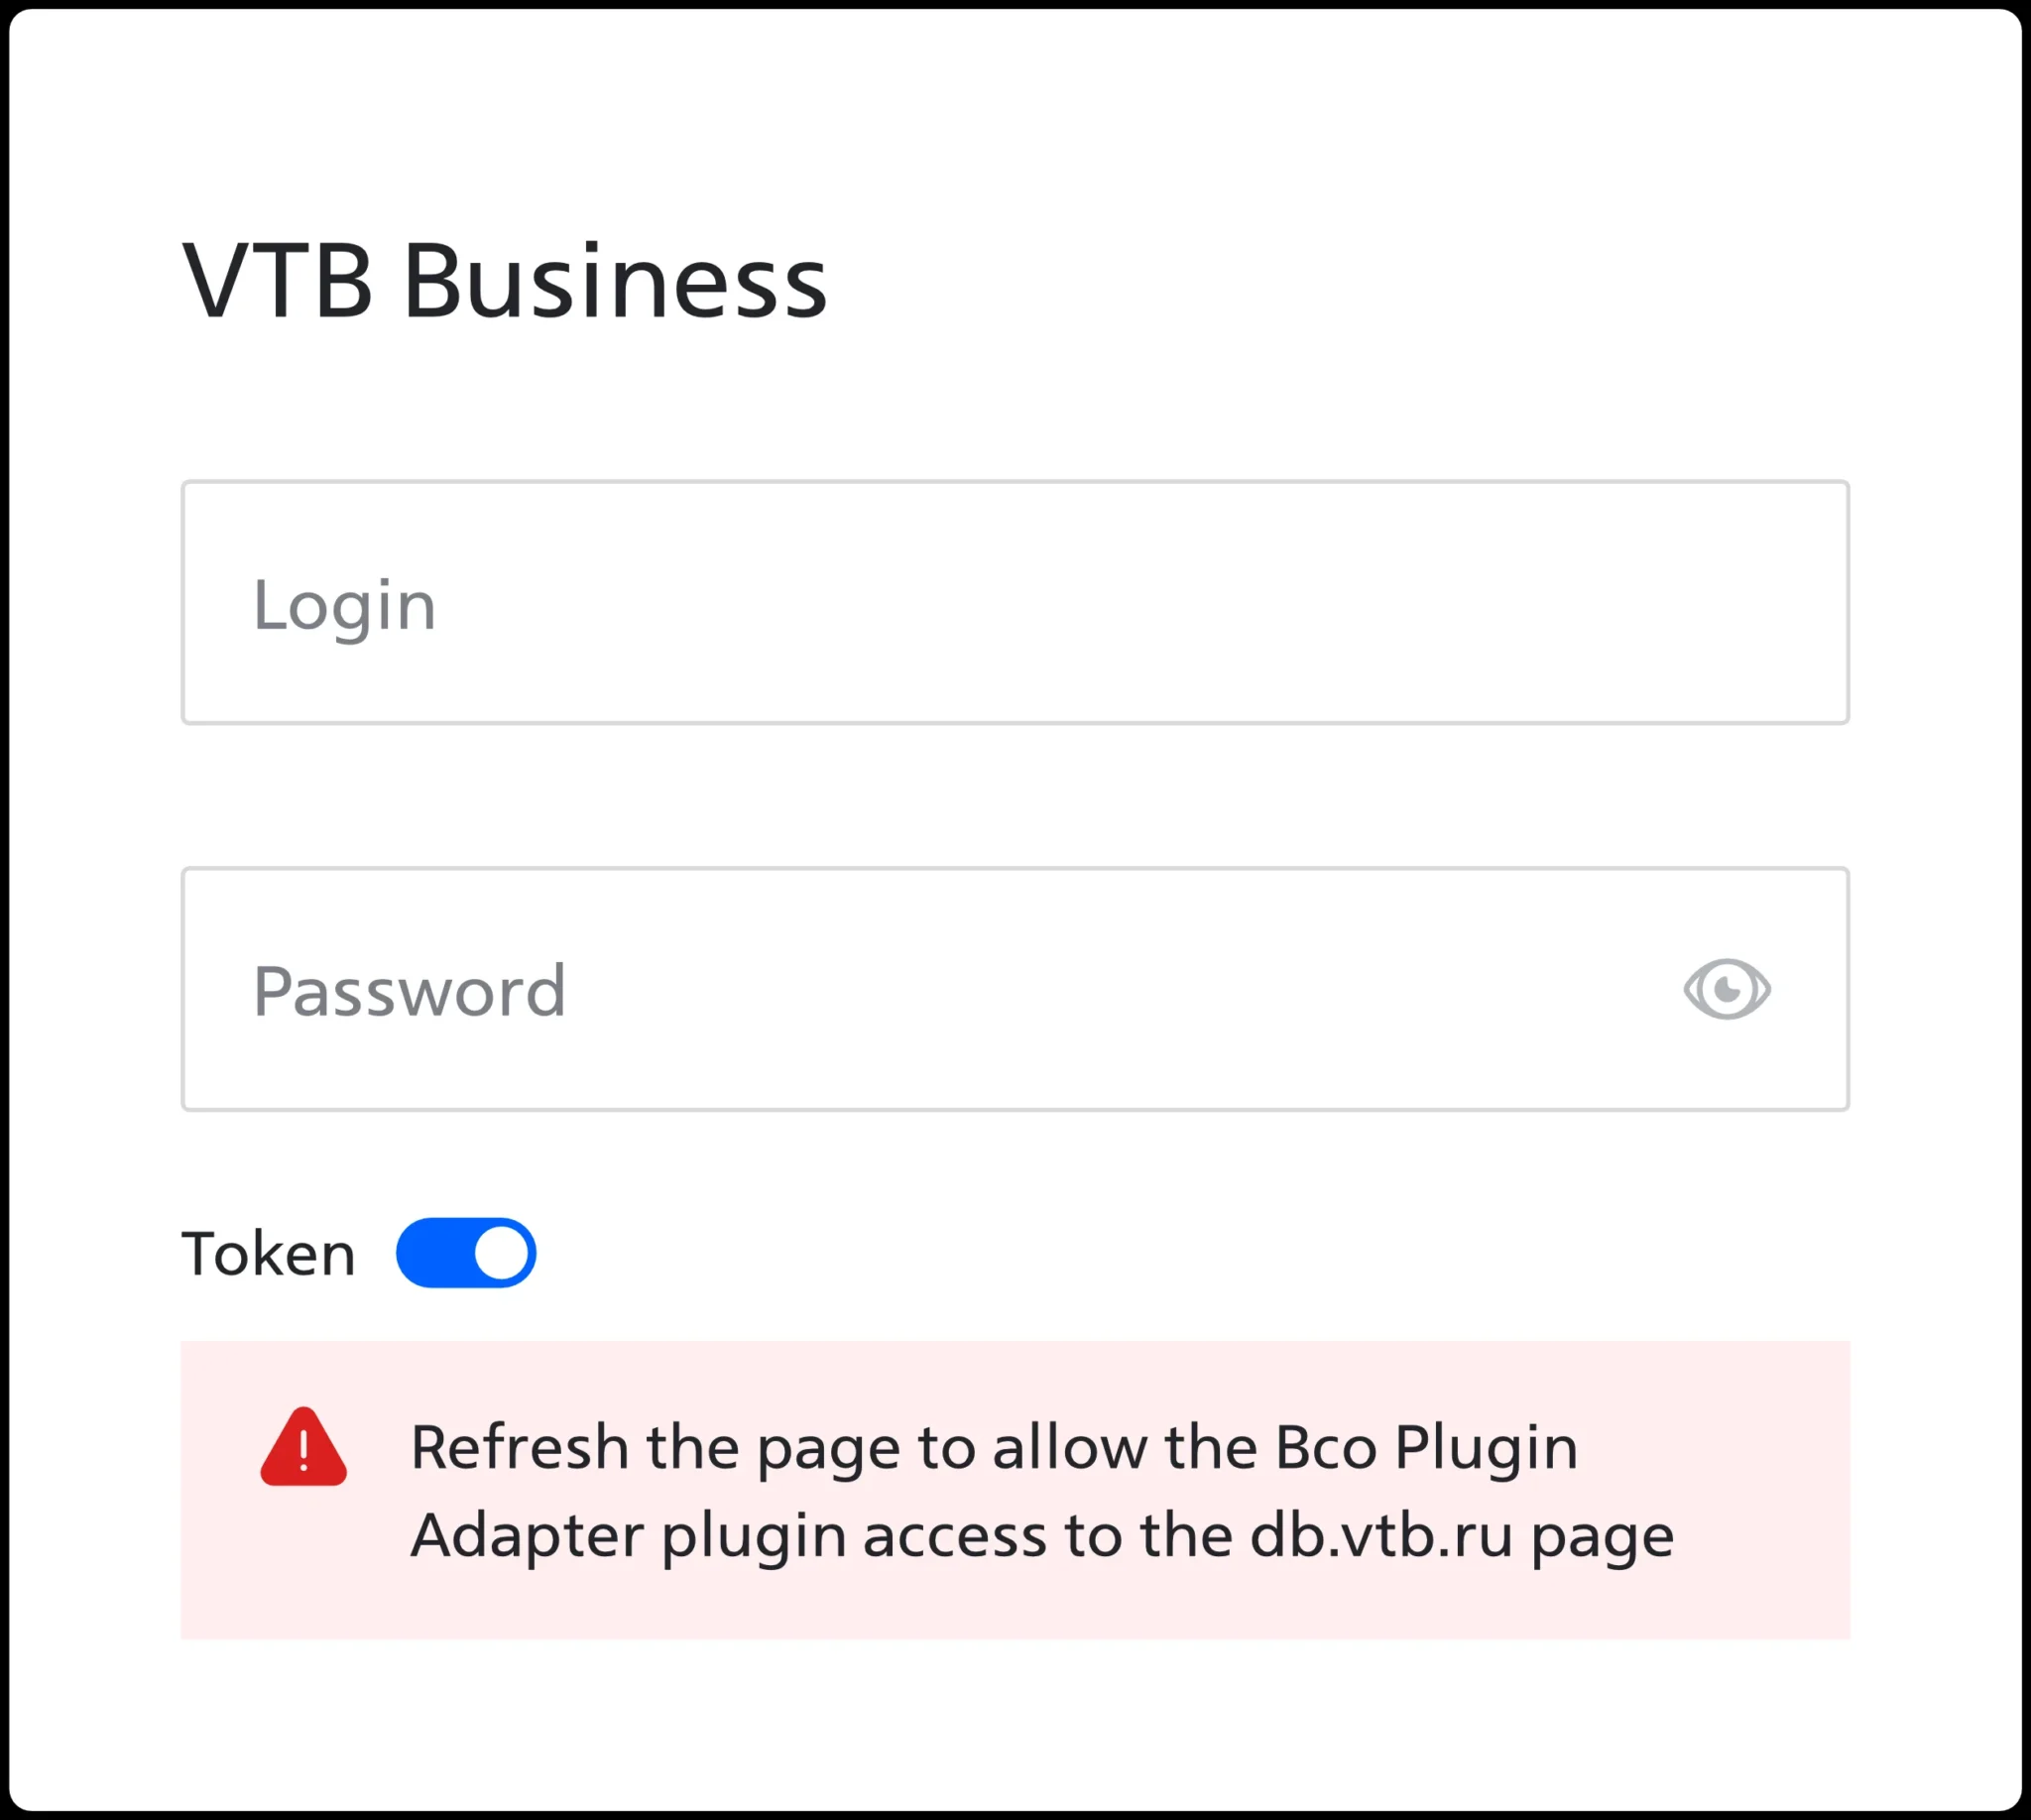 VTB Business
Login
Password
Token
Refresh the page to allow the Bco Plugin
Adapter plugin access to the db.vtb.ru page